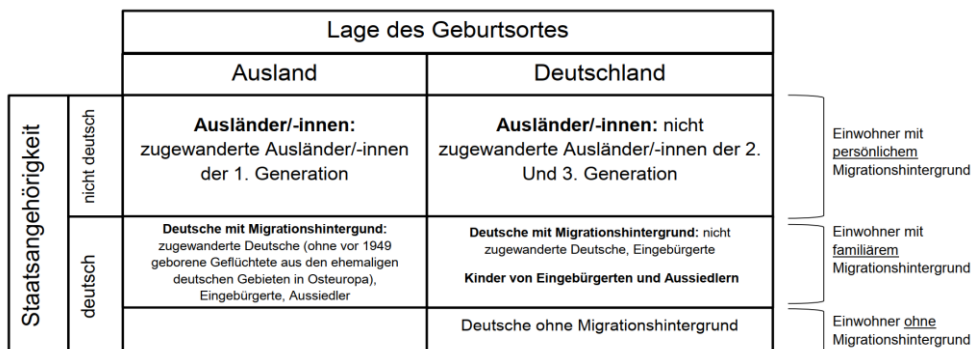 Lage des Geburtsortes
Ausland
Deutschland
Staatsangehörigkeit
nicht deutsch
Ausländer/-innen:
zugewanderte Ausländer/-innen
der 1. Generation
Ausländer/-innen: nicht
zugewanderte Ausländer/-innen der 2.
Und 3. Generation
Einwohner mit
persönlichem
Migrationshintergrund
deutsch
Deutsche mit Migrationshintergund:
zugewanderte Deutsche (ohne vor 1949
geborene Geflüchtete aus den ehemaligen
deutschen Gebieten in Osteuropa),
Eingebürgerte, Aussiedler
Deutsche mit Migrationshintergrund: nicht
zugewanderte Deutsche, Eingebürgerte
Kinder von Eingebürgerten und Aussiedlern
Einwohner mit
familiärem
Migrationshintergrund
Deutsche ohne Migrationshintergrund
Einwohner ohne
Migrationshintergrund